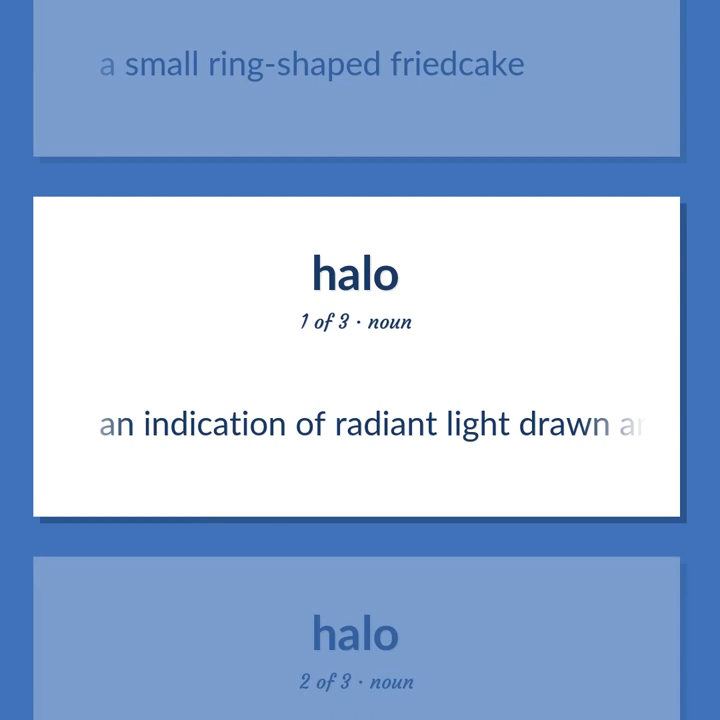 a small ring-shaped friedcake
halo
1 of 3 · noun
an indication of radiant light drawn
halo
2 of 3 · noun